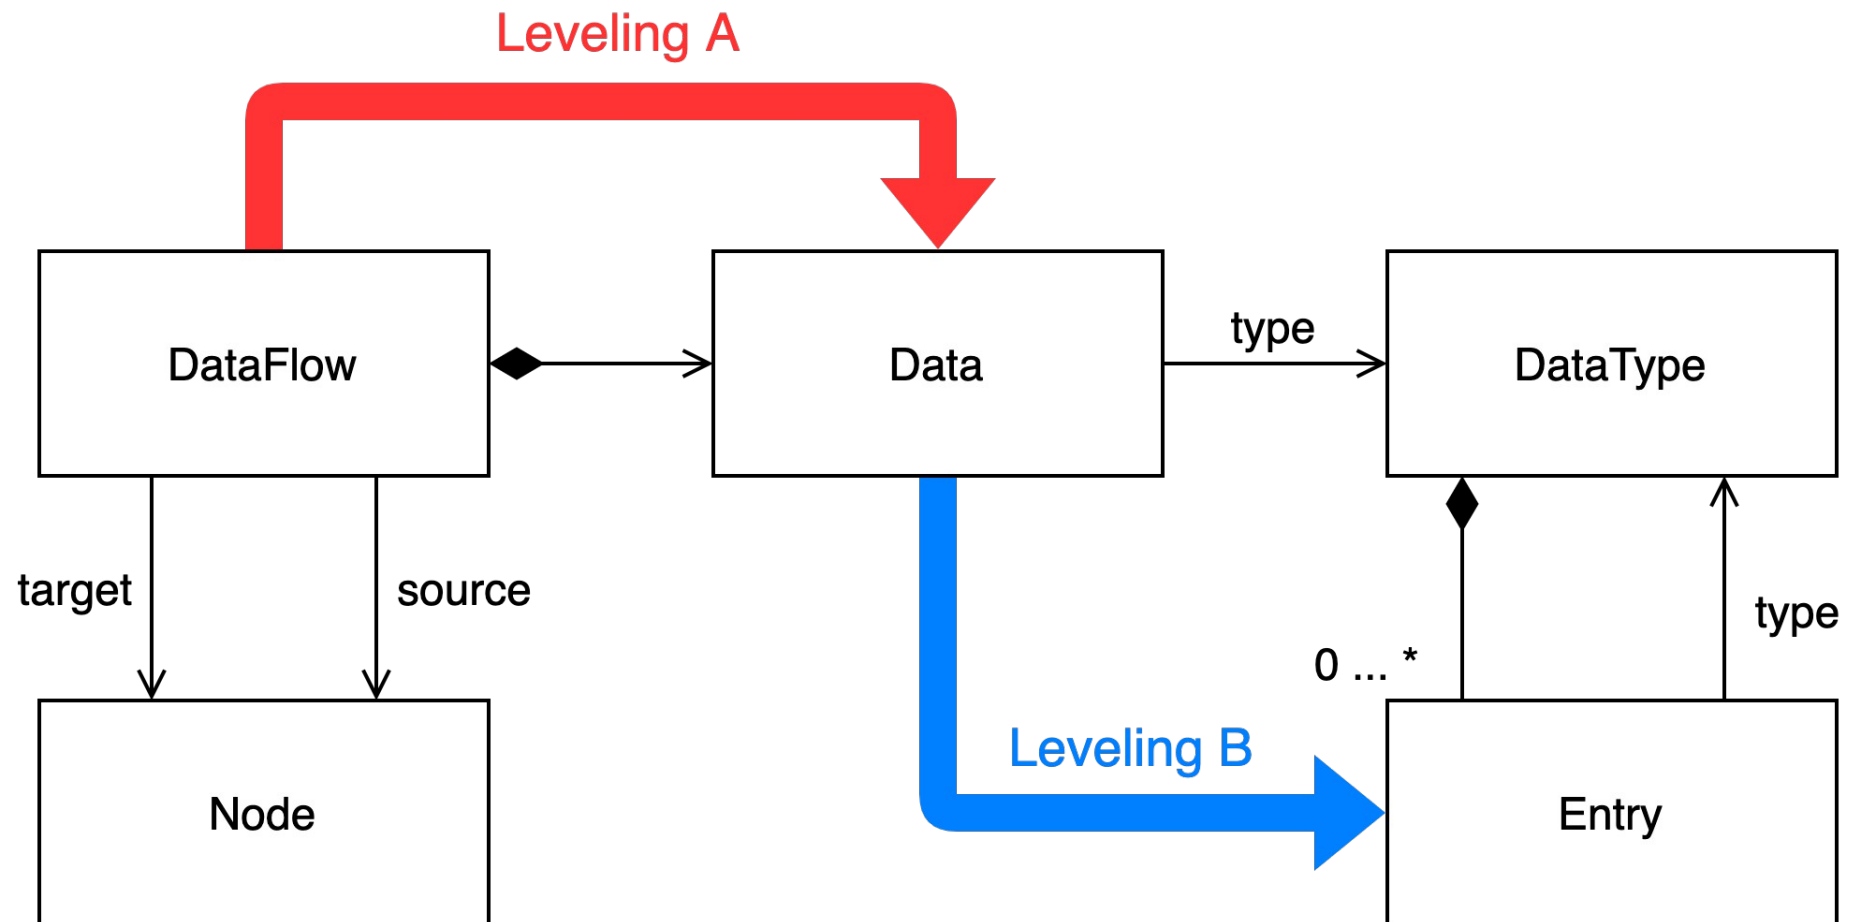 Leveling A
DataFlow
Data
type
DataType
target
source
type
0 ... *
Leveling B
Node
Entry